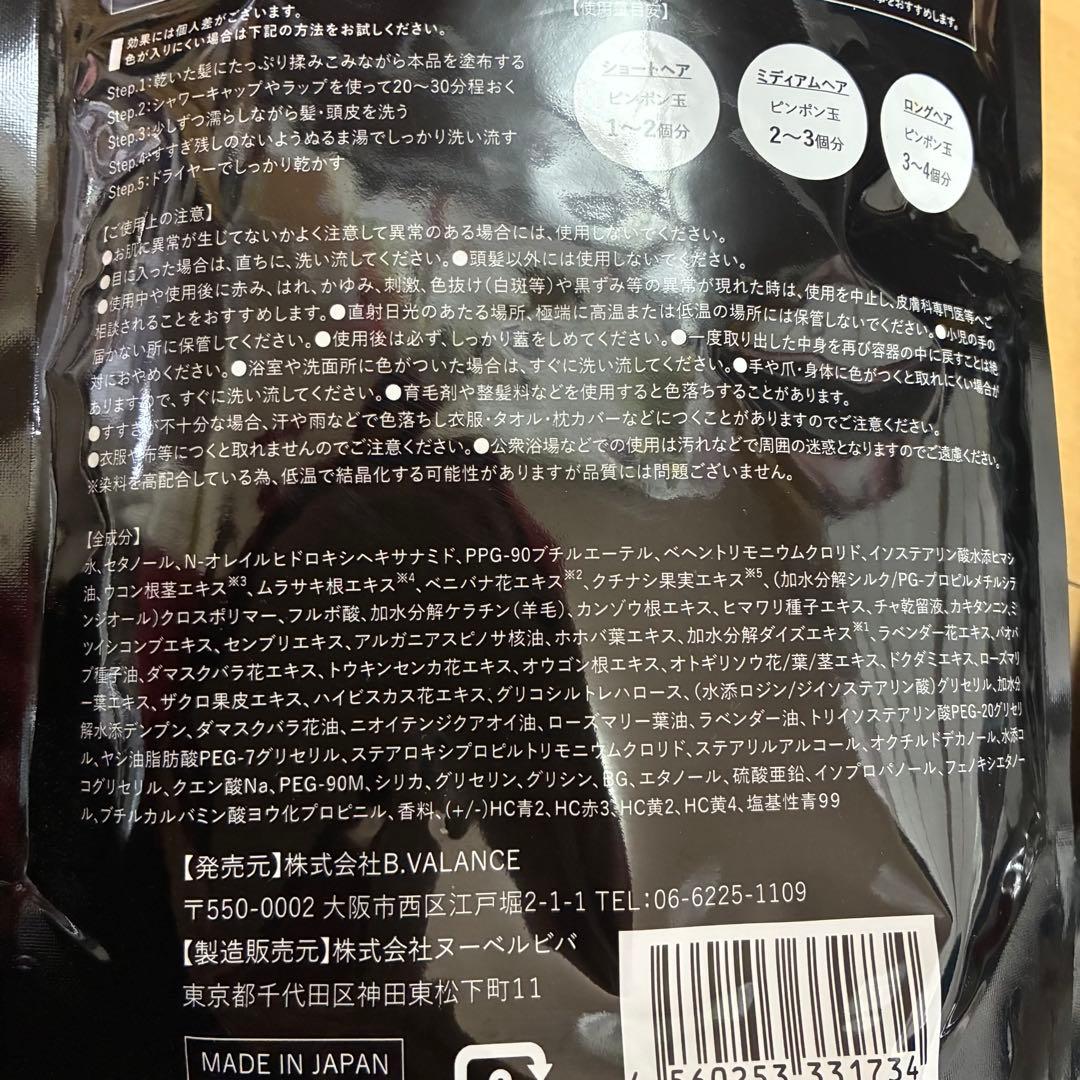 効果には個人差がございます。
色が入りにくい場合は下記の方法をお試しください。
Step.1:乾いた髪にたっぷり揉みこみながら本品を塗布する
Step.2:シャワーキャップやラップを使って20〜30分程おく
Step.3:少しずつ濡らしながら髪・頭皮を洗う
Step.4:すすぎ残しのないようぬるま湯でしっかり洗い流す
Step.5:ドライヤーでしっかり乾かす
おすすめします。
【使用量目安】
ショートヘア
ピンポン玉
1〜2個分
ミディアムヘア
ピンポン玉
2〜3個分
ロングヘア
ピンポン玉
3〜4個分
【ご使用上の注意】
●お肌に異常が生じてないかよく注意して異常のある場合には、使用しないでください。
●目に入った場合は、直ちに、洗い流してください。●頭髪以外には使用しないでください。
●使用中や使用後に赤み、はれ、かゆみ、刺激、色抜け(白斑等)や黒ずみ等の異常が現れた時は、使用を中止し、皮膚科専門医等へご
相談されることをおすすめします。●直射日光のあたる場所、極端に高温または低温の場所には保管しないでください。●小児の手の
届かない所に保管してください。●使用後は必ず、しっかり蓋をしめてください。●一度取り出した中身を再び容器の中に戻すことは絶
対におやめください。●浴室や洗面所に色がついた場合は、すぐに洗い流してください。●手や爪・身体に色がつくと取れにくい場合が
ありますので、すぐに洗い流してください。●育毛剤や整髪料などを使用すると色落ちすることがあります。
●すすぎが不十分な場合、汗や雨などで色落ちし衣服・タオル・枕カバーなどにつくことがありますのでご注意ください。
●衣服や布等につくと取れませんのでご注意ください。●公衆浴場などでの使用は汚れなどで周囲の迷惑となりますのでご遠慮ください。
※染料を高配合している為、低温で結晶化する可能性がありますが品質には問題ございません。
【全成分】
水、セタノール、N-オレイルヒドロキシヘキサナミド、PPG-90ブチルエーテル、ベヘントリモニウムクロリド、イソステアリン酸水添ヒマシ
油、ウコン根茎エキス※3、ムラサキ根エキス※4、ベニバナ花エキス※2、クチナシ果実エキス※5、(加水分解シルク/PG-プロピルメチルシラ
ンジオール)クロスポリマー、フルボ酸、加水分解ケラチン(羊毛)、カンゾウ根エキス、ヒマワリ種子エキス、チャ乾留液、カキタンニン、ミ
ツイシコンブエキス、センブリエキス、アルガニアスピノサ核油、ホホバ葉エキス、加水分解ダイズエキス※1、ラベンダー花エキス、バオバ
ブ種子油、ダマスクバラ花エキス、トウキンセンカ花エキス、オウゴン根エキス、オトギリソウ花/葉/茎エキス、ドクダミエキス、ローズマリ
ー葉エキス、ザクロ果皮エキス、ハイビスカス花エキス、グリコシルトレハロース、(水添ロジン/ジイソステアリン酸)グリセリル、加水分
解水添デンプン、ダマスクバラ花油、ニオイテンジクアオイ油、ローズマリー葉油、ラベンダー油、トリイソステアリン酸PEG-20グリセリ
ル、ヤシ油脂肪酸PEG-7グリセリル、ステアロキシプロピルトリモニウムクロリド、ステアリルアルコール、オクチルドデカノール、水添コ
コグリセリル、クエン酸Na、PEG-90M、シリカ、グリセリン、グリシン、BG、エタノール、硫酸亜鉛、イソプロパノール、フェノキシエタノー
ル、ブチルカルバミン酸ヨウ化プロピニル、香料、(+/-)HC青2、HC赤3、HC黄2、HC黄4、塩基性青99
【発売元】株式会社B.VALANCE
〒550-0002 大阪市西区江戸堀2-1-1 TEL:06-6225-1109
【製造販売元】株式会社ヌーベルビバ
東京都千代田区神田東松下町11
MADE IN JAPAN
4 560253 331734